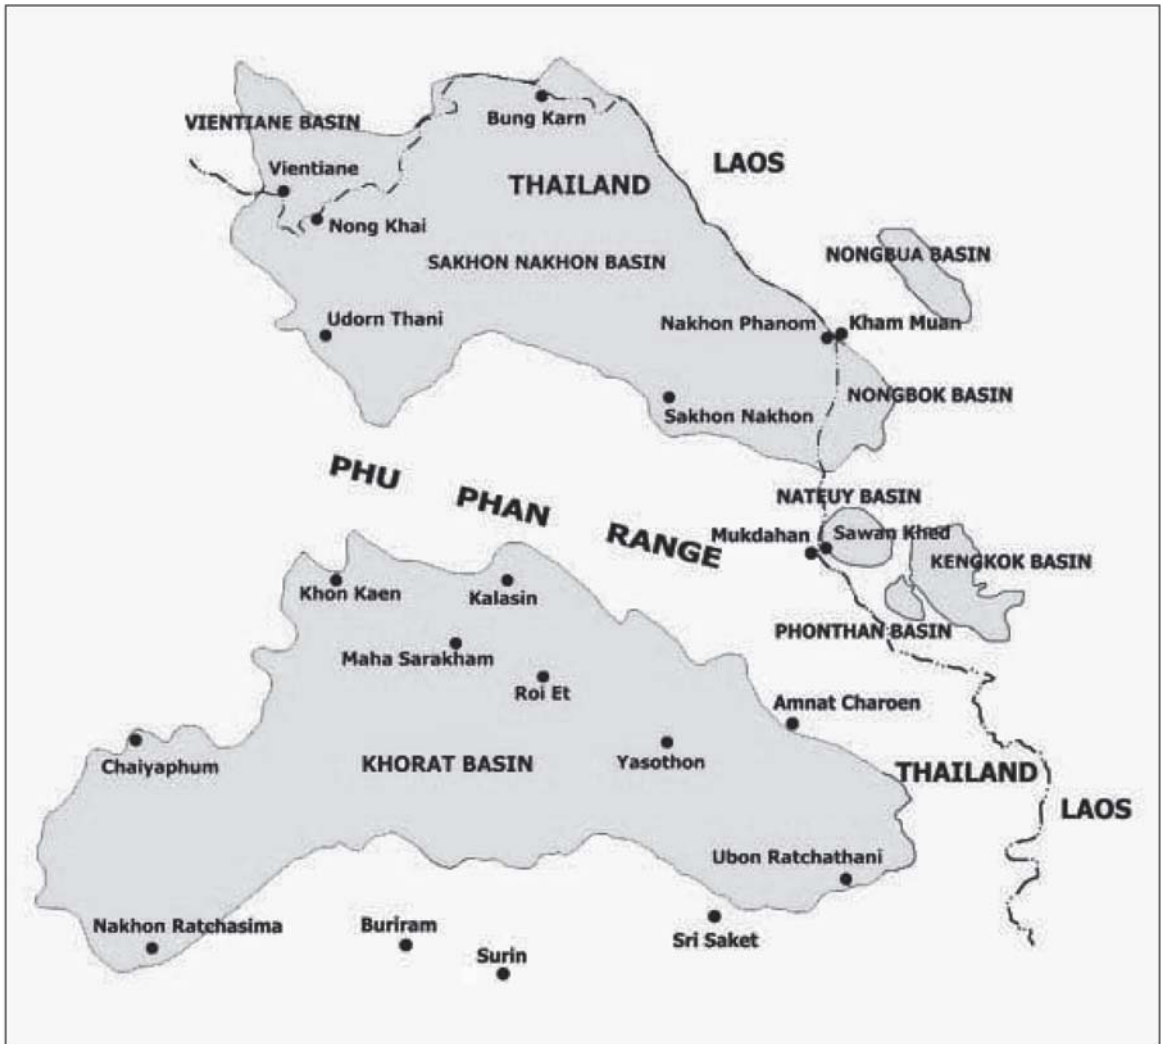 Bung Karn
VIENTIANE BASIN
LAOS
Vientiane
THAILAND
Nong Khai
NONGBUA BASIN
SAKHON NAKHON BASIN
Udorn Thani
Nakhon Phanom
Kham Muan
NONGBOK BASIN
Sakhon Nakhon
PHU PHAN RANGE
NATEUY BASIN
Mukdahan
Sawan Khed
KENGKOK BASIN
Khon Kaen
Kalasin
PHONTHAN BASIN
Maha Sarakham
Roi Et
Amnat Charoen
Chaiyaphum
KHORAT BASIN
Yasothon
THAILAND
LAOS
Ubon Ratchathani
Nakhon Ratchasima
Buriram
Surin
Sri Saket